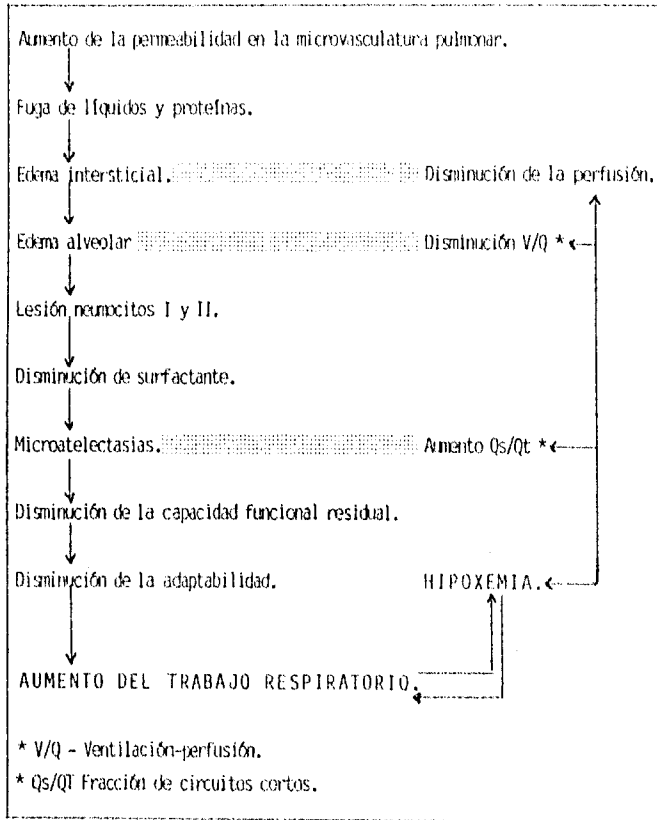 Aumento de la permeabilidad en la microvasculatura pulmonar.
Fuga de líquidos y proteínas.
Edema intersticial. Disminución de la perfusión.
Edema alveolar Disminución V/Q *
Lesión neumocitos I y II.
Disminución de surfactante.
Microatelectasias. Aumento Qs/Qt *
Disminución de la capacidad funcional residual.
Disminución de la adaptabilidad. HIPOXEMIA.
AUMENTO DEL TRABAJO RESPIRATORIO.
* V/Q - Ventilación-perfusión.
* Qs/QT Fracción de circuitos cortos.